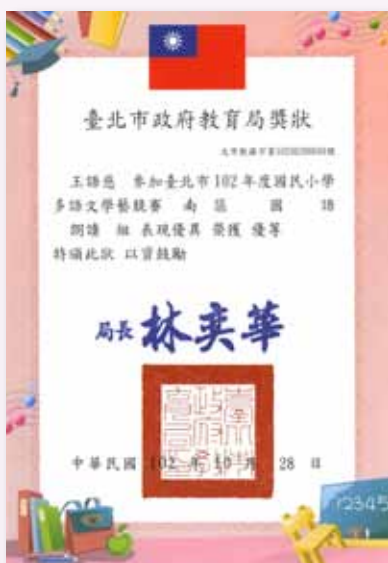 臺北市政府教育局獎狀
王語慈 參加臺北市102年度國民小學
多語文學藝競賽 南區 國語
朗讀 組 表現優異 榮獲 優等
特頒此狀 以資鼓勵
局長 林奕華
中華民國 102 年 10 月 28 日
12345